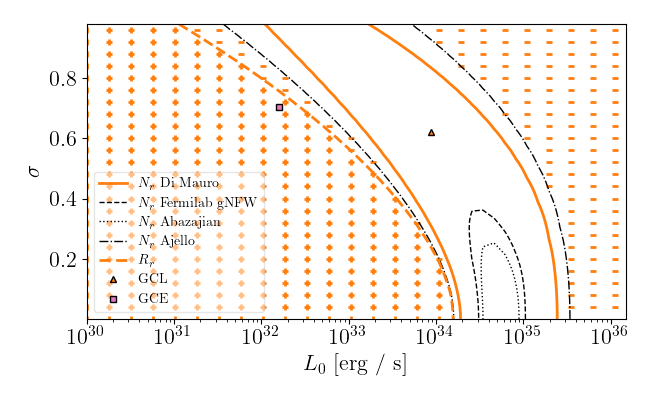 σ
0.8
0.6
0.4
0.2
N_r Di Mauro
N_r Fermilab gNFW
N_r Abazajian
N_r Ajello
R_r
GCL
GCE
10^30 10^31 10^32 10^33 10^34 10^35 10^36
L_0 [erg / s]